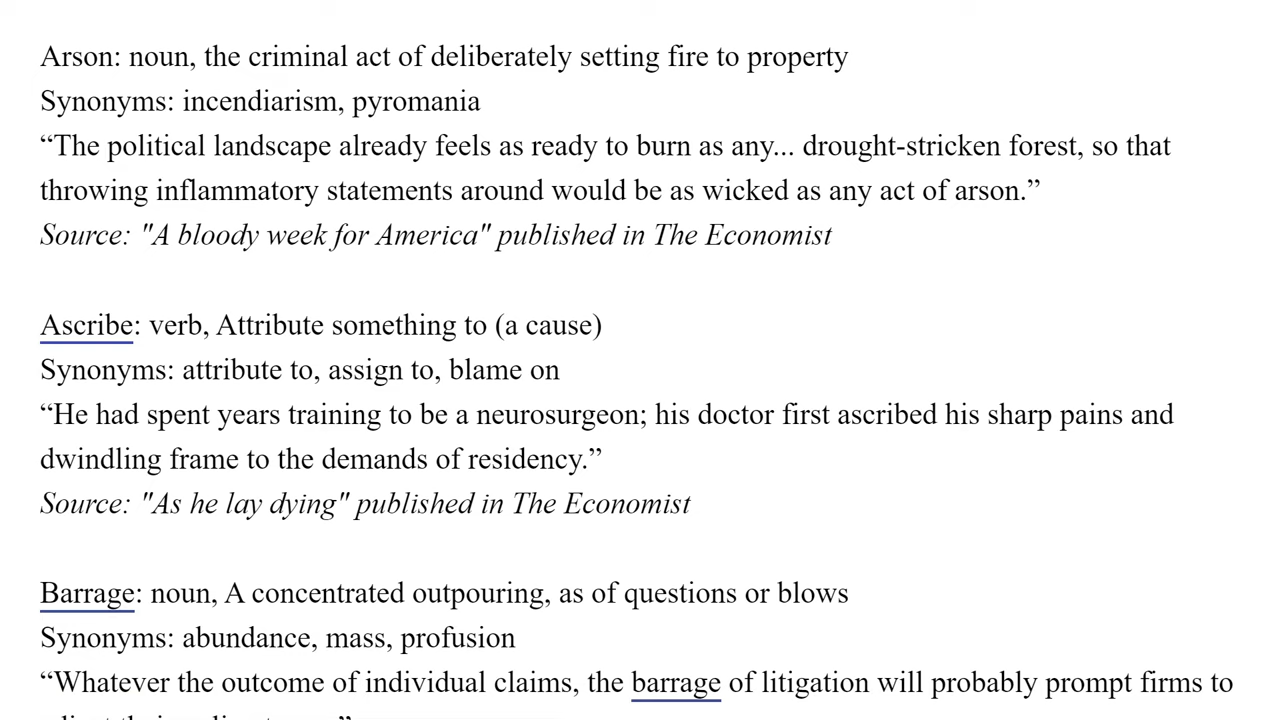 Arson: noun, the criminal act of deliberately setting fire to property
Synonyms: incendiarism, pyromania
“The political landscape already feels as ready to burn as any... drought-stricken forest, so that
throwing inflammatory statements around would be as wicked as any act of arson.”
Source: "A bloody week for America" published in The Economist
Ascribe: verb, Attribute something to (a cause)
Synonyms: attribute to, assign to, blame on
“He had spent years training to be a neurosurgeon; his doctor first ascribed his sharp pains and
dwindling frame to the demands of residency.”
Source: "As he lay dying" published in The Economist
Barrage: noun, A concentrated outpouring, as of questions or blows
Synonyms: abundance, mass, profusion
“Whatever the outcome of individual claims, the barrage of litigation will probably prompt firms to